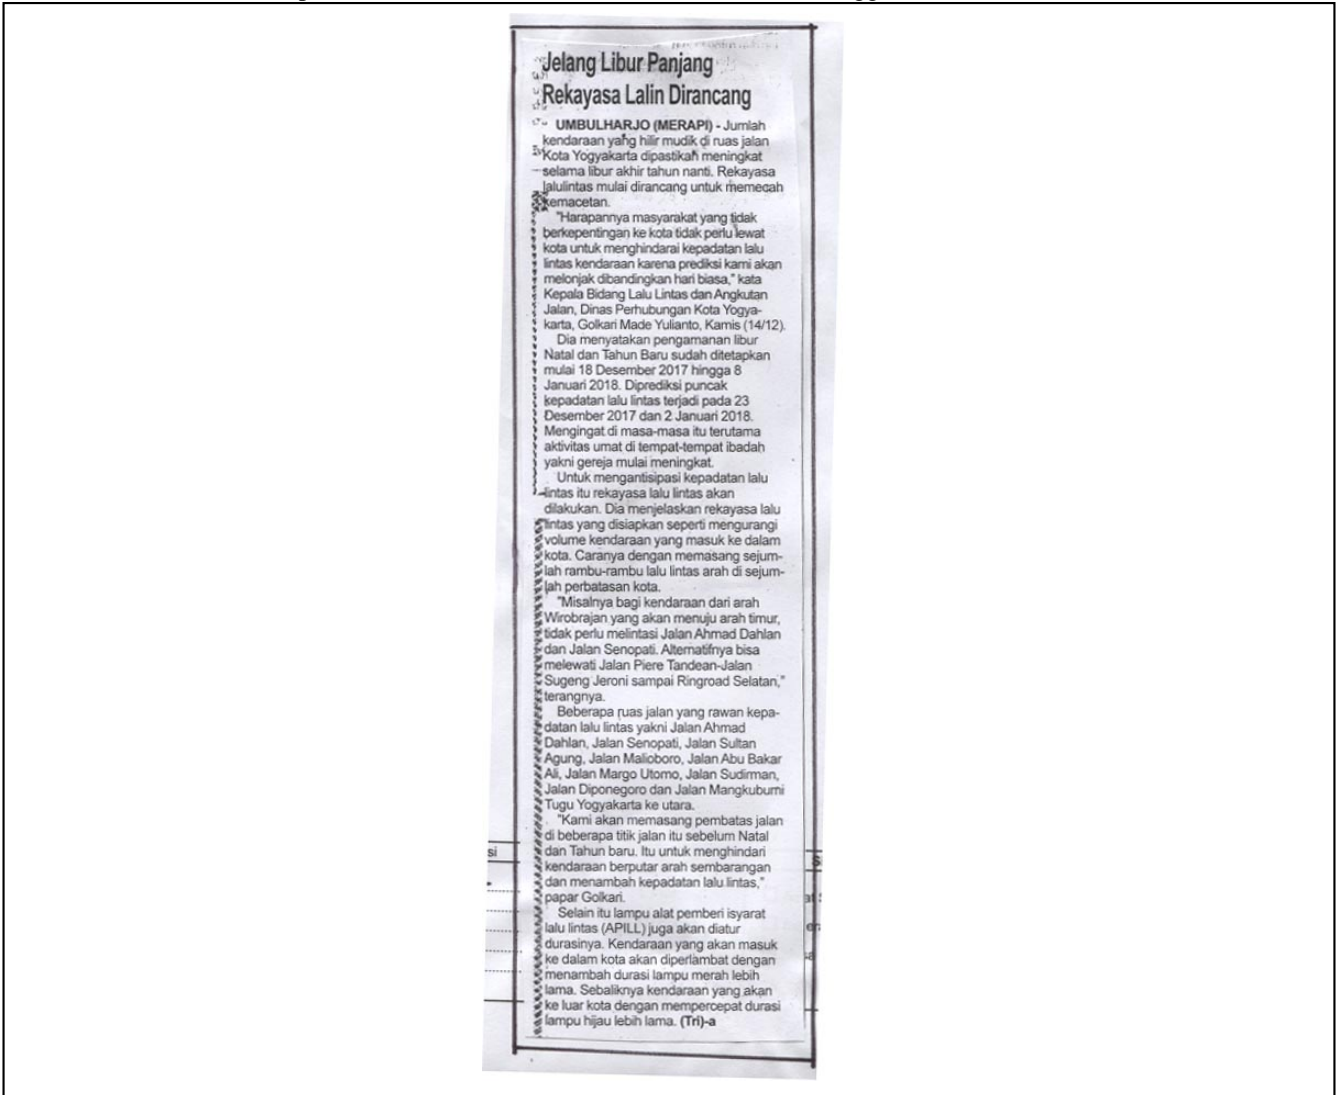 Jelang Libur Panjang
Rekayasa Lalin Dirancang
UMBULHARJO (MERAPI) - Jumlah
kendaraan yang hilir mudik di ruas jalan
Kota Yogyakarta dipastikan meningkat
selama libur akhir tahun nanti. Rekayasa
lalulintas mulai dirancang untuk memecah
kemacetan.
"Harapannya masyarakat yang tidak
berkepentingan ke kota tidak perlu lewat
kota untuk menghindarai kepadatan lalu
lintas kendaraan karena prediksi kami akan
melonjak dibandingkan hari biasa," kata
Kepala Bidang Lalu Lintas dan Angkutan
Jalan, Dinas Perhubungan Kota Yogya-
karta, Golkari Made Yulianto, Kamis (14/12).
Dia menyatakan pengamanan libur
Natal dan Tahun Baru sudah ditetapkan
mulai 18 Desember 2017 hingga 8
Januari 2018. Diprediksi puncak
kepadatan lalu lintas terjadi pada 23
Desember 2017 dan 2 Januari 2018.
Mengingat di masa-masa itu terutama
aktivitas umat di tempat-tempat ibadah
yakni gereja mulai meningkat.
Untuk mengantisipasi kepadatan lalu
lintas itu rekayasa lalu lintas akan
dilakukan. Dia menjelaskan rekayasa lalu
lintas yang disiapkan seperti mengurangi
volume kendaraan yang masuk ke dalam
kota. Caranya dengan memasang sejum-
lah rambu-rambu lalu lintas arah di sejum-
lah perbatasan kota.
"Misalnya bagi kendaraan dari arah
Wirobrajan yang akan menuju arah timur,
tidak perlu melintasi Jalan Ahmad Dahlan
dan Jalan Senopati. Alternatifnya bisa
melewati Jalan Piere Tandean-Jalan
Sugeng Jeroni sampai Ringroad Selatan,"
terangnya.
Beberapa ruas jalan yang rawan kepa-
datan lalu lintas yakni Jalan Ahmad
Dahlan, Jalan Senopati, Jalan Sultan
Agung, Jalan Malioboro, Jalan Abu Bakar
Ali, Jalan Margo Utomo, Jalan Sudirman,
Jalan Diponegoro dan Jalan Mangkubumi
Tugu Yogyakarta ke utara.
"Kami akan memasang pembatas jalan
di beberapa titik jalan itu sebelum Natal
dan Tahun baru. Itu untuk menghindari
kendaraan berputar arah sembarangan
dan menambah kepadatan lalu lintas,"
papar Golkari.
Selain itu lampu alat pemberi isyarat
lalu lintas (APILL) juga akan diatur
durasinya. Kendaraan yang akan masuk
ke dalam kota akan diperlambat dengan
menambah durasi lampu merah lebih
lama. Sebaliknya kendaraan yang akan
ke luar kota dengan mempercepat durasi
lampu hijau lebih lama. (Tri)-a
si